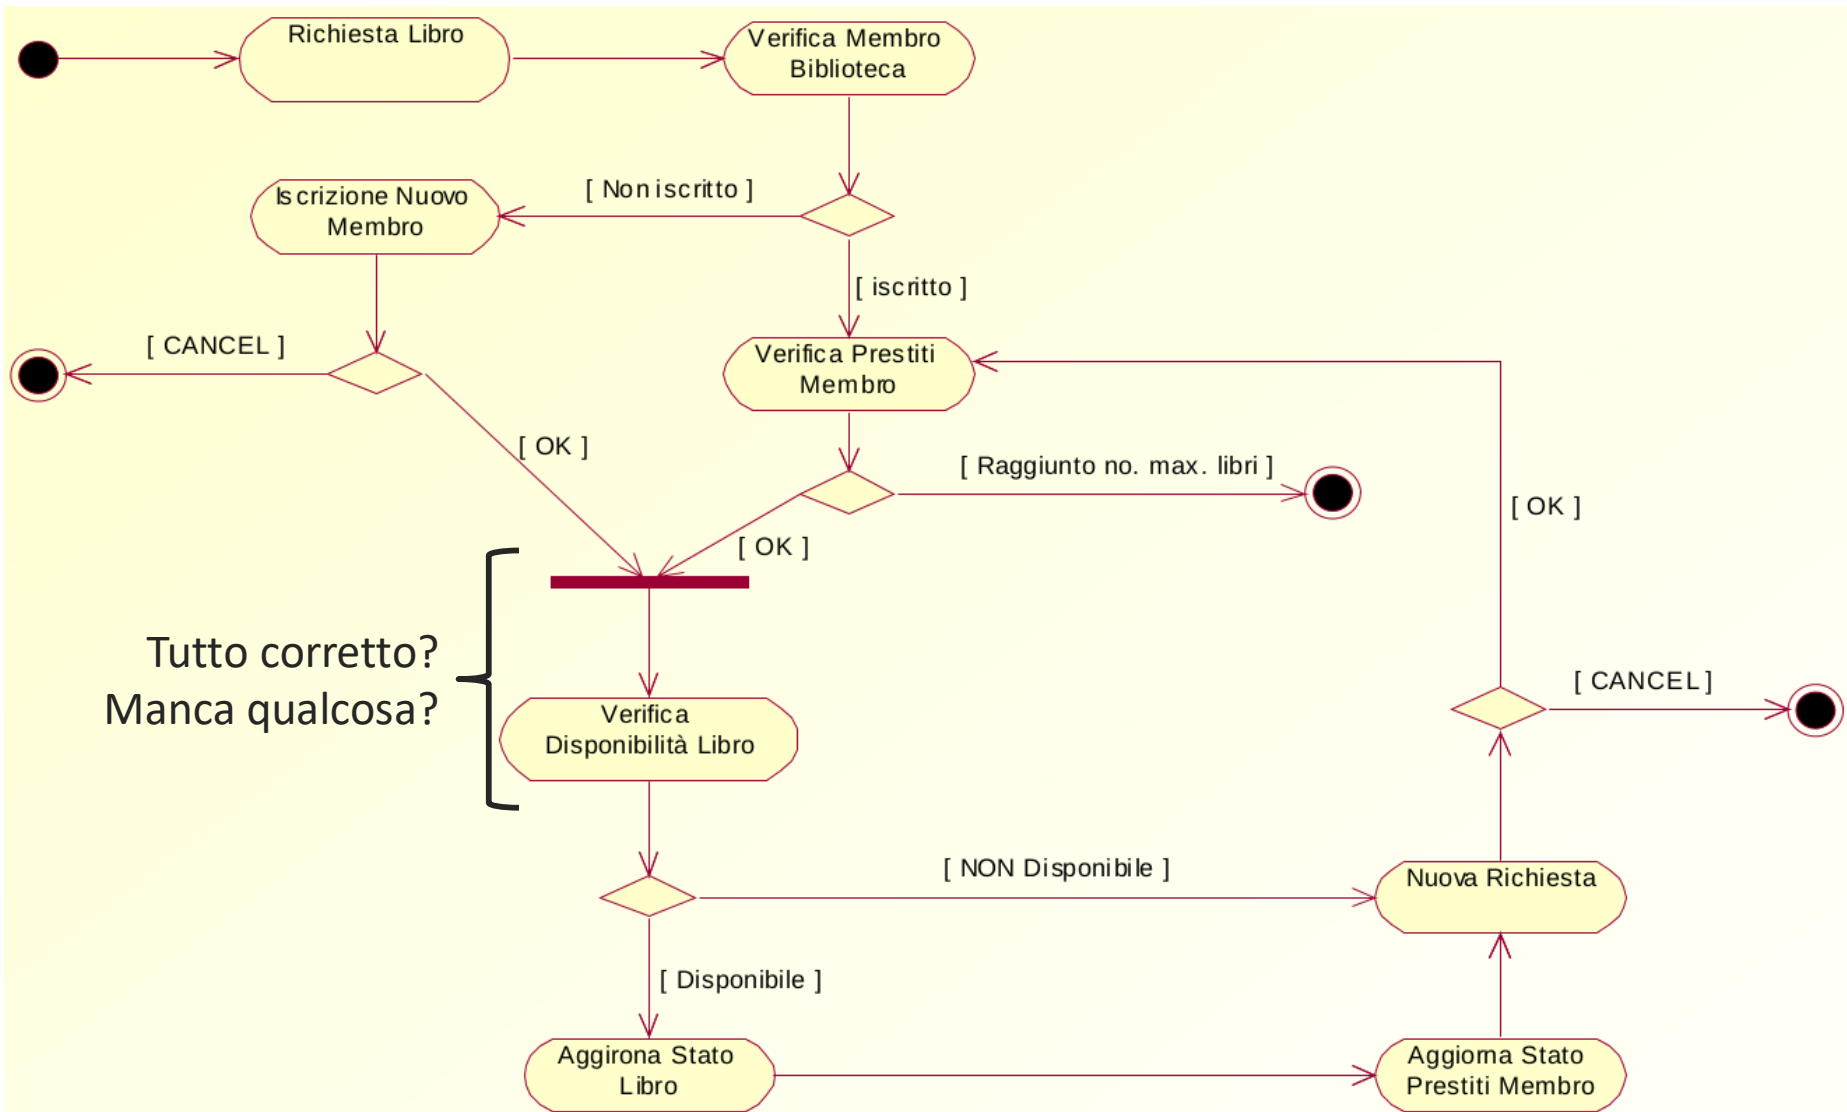 Richiesta Libro
Verifica Membro
Biblioteca
Iscrizione Nuovo
Membro
[ Non iscritto ]
[ iscritto ]
[ CANCEL ]
Verifica Prestiti
Membro
[ OK ]
[ Raggiunto no. max. libri ]
[ OK ]
[ OK ]
Tutto corretto?
Manca qualcosa?
Verifica
Disponibilità Libro
[ CANCEL ]
[ NON Disponibile ]
Nuova Richiesta
[ Disponibile ]
Aggirona Stato
Libro
Aggiorna Stato
Prestiti Membro